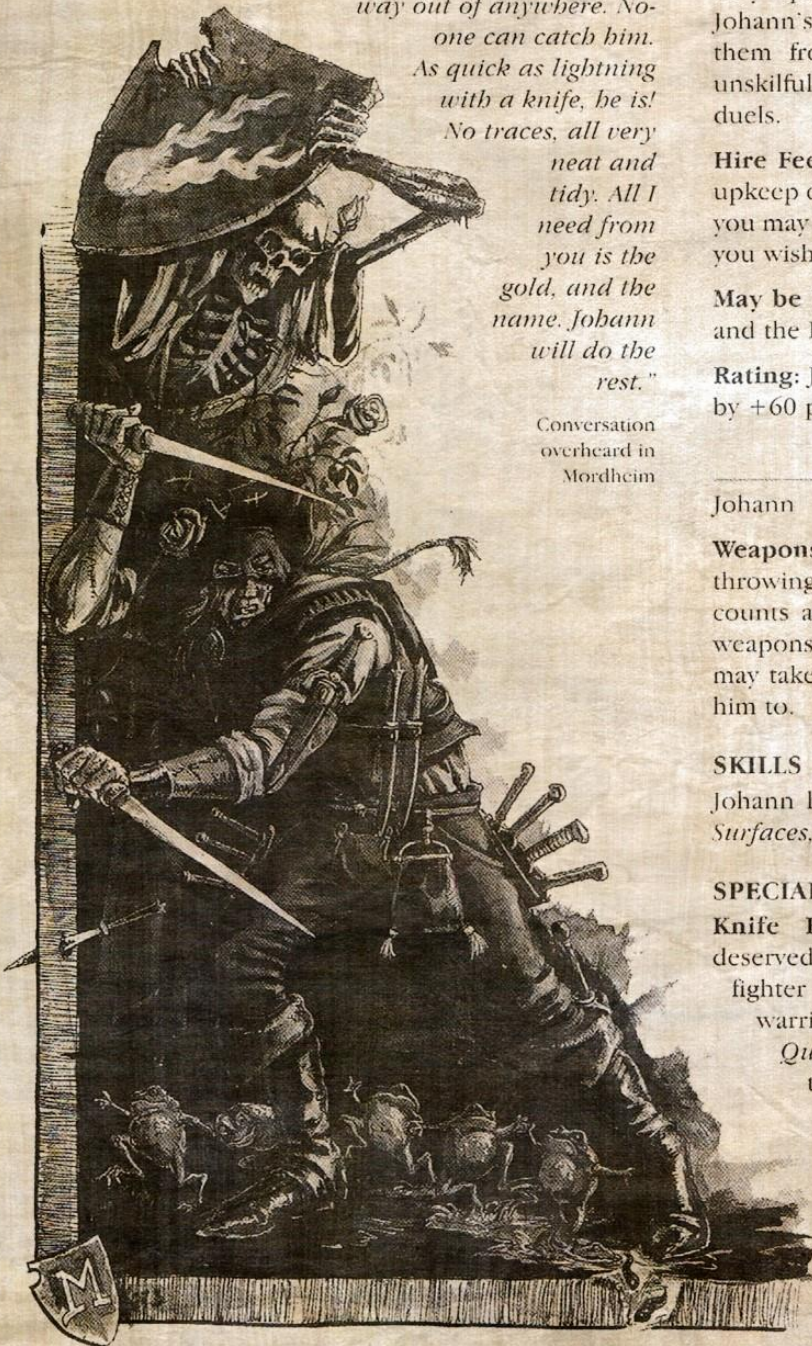 way out of anywhere. No-
one can catch him.
As quick as lightning
with a knife, he is!
No traces, all very
neat and
tidy. All I
need from
you is the
gold, and the
name. Johann
will do the
rest."
Conversation
overheard in
Mordheim
M
Johann's
them fro
unskilful
duels.
Hire Fee
upkeep
you may
you wish
May be
and the
Rating: J
by +60 p
Johann
Weapons
throwing
counts a
weapons
may take
him to.
SKILLS
Johann
Surfaces,
SPECIAL
Knife
deserved
fighter
warri
Qu